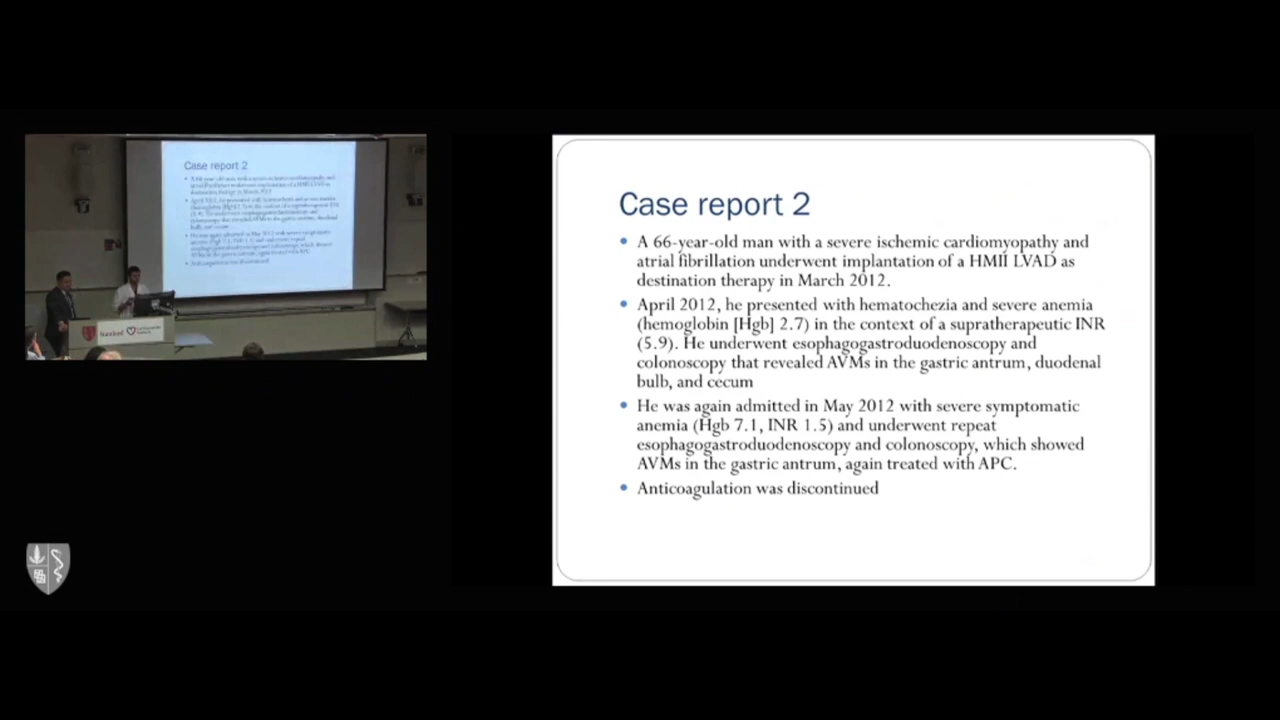 Case report 2
A 66-year-old man with a severe ischemic cardiomyopathy and
atrial fibrillation underwent implantation of a HMII LVAD as
destination therapy in March 2012.
April 2012, he presented with hematochezia and severe anemia
(hemoglobin [Hgb] 2.7) in the context of a supratherapeutic INR
(5.9). He underwent esophagogastroduodenoscopy and
colonoscopy that revealed AVMs in the gastric antrum, duodenal
bulb, and cecum
He was again admitted in May 2012 with severe symptomatic
anemia (Hgb 7.1, INR 1.5) and underwent repeat
esophagogastroduodenoscopy and colonoscopy, which showed
AVMs in the gastric antrum, again treated with APC.
Anticoagulation was discontinued
Case report 2
Stanford